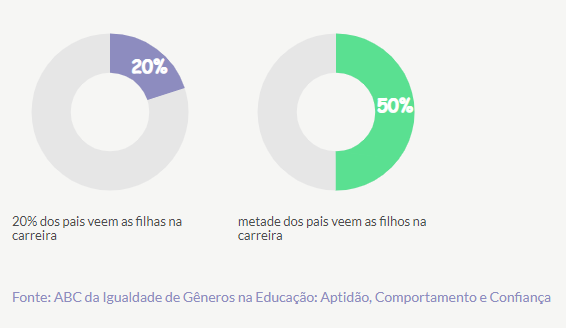 20%
50%
20% dos pais veem as filhas na
carreira
metade dos pais veem as filhos na
carreira
Fonte: ABC da Igualdade de Gêneros na Educação: Aptidão, Comportamento e Confiança